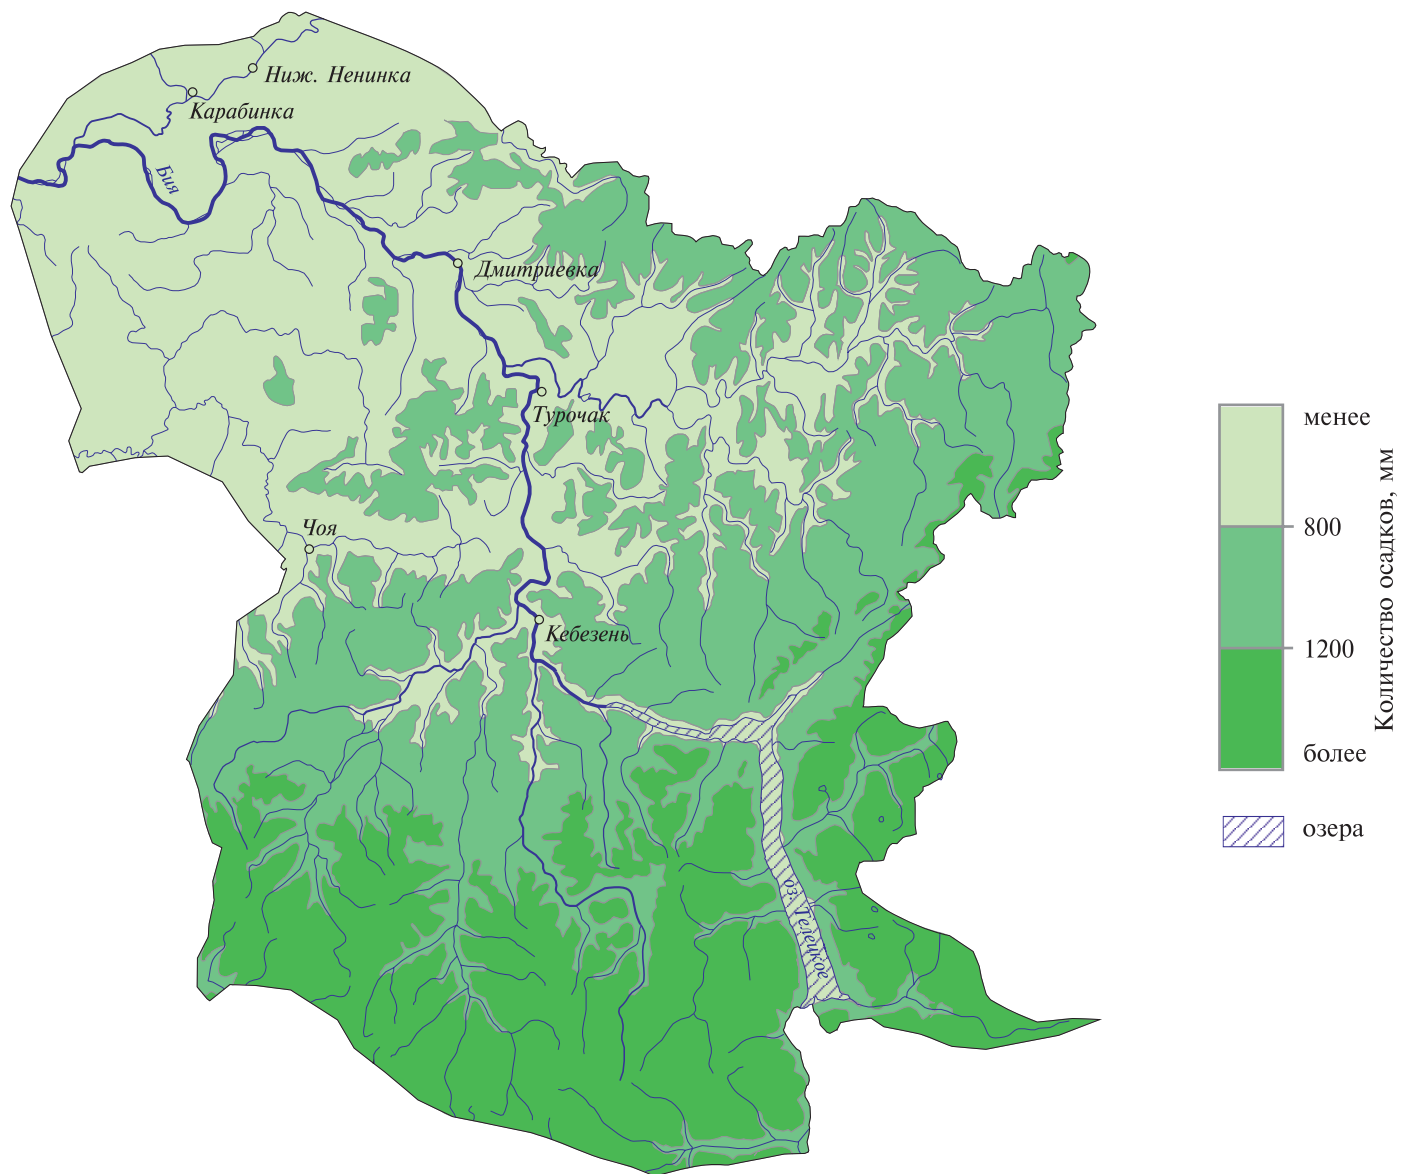 Ниж. Ненинка
Карабинка
Бия
Дмитриевка
Турочак
Чоя
Кебезень
оз. Телецкое
менее
800
1200
более
Количество осадков, мм
озера